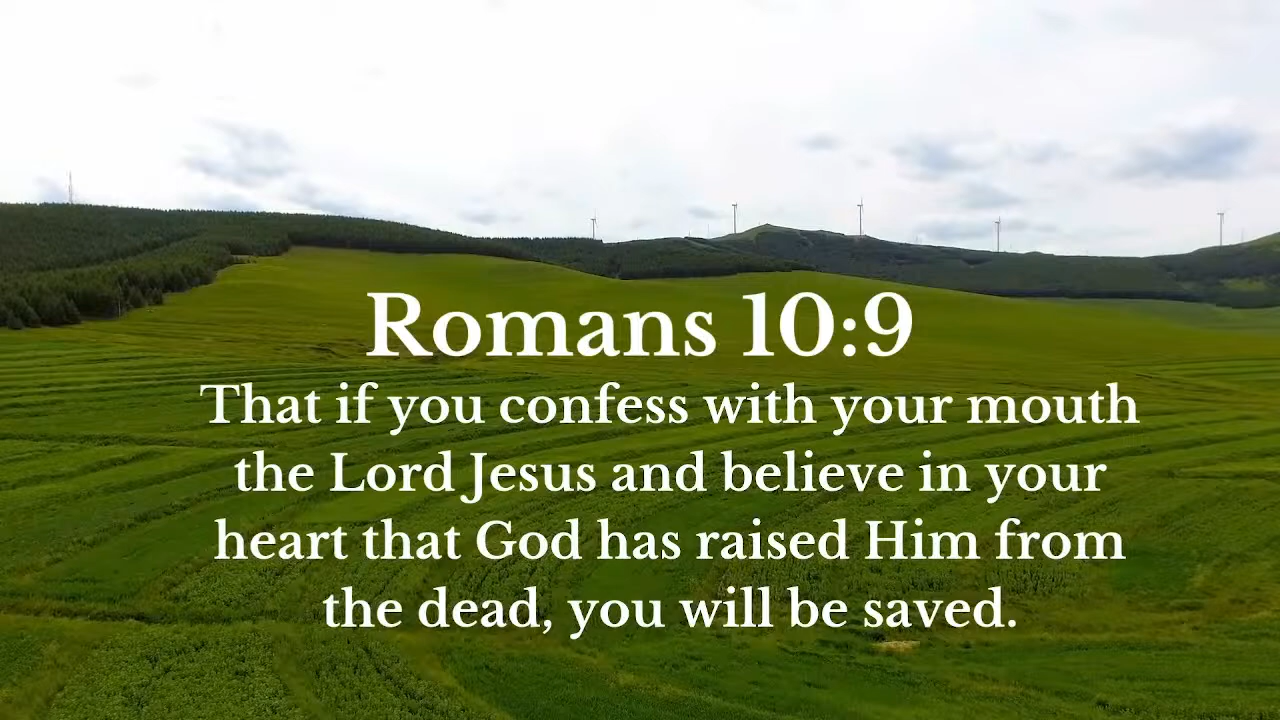 Romans 10:9
That if you confess with your mouth
the Lord Jesus and believe in your
heart that God has raised Him from
the dead, you will be saved.